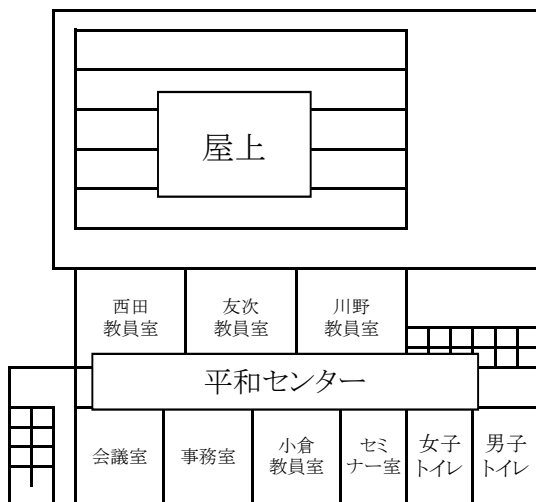 屋上
西田
教員室
友次
教員室
川野
教員室
平和センター
会議室
事務室
小倉
教員室
セミ
ナー室
女子
トイレ
男子
トイレ